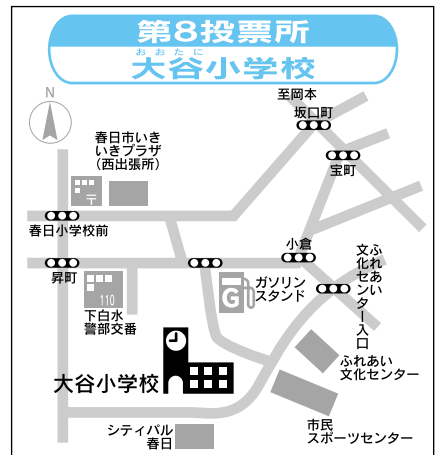 第8投票所
おおたに
大谷小学校
N
至岡本
坂口町
宝町
春日市いき
いきプラザ
(西出張所)
〒
春日小学校前
昇町
小倉
ふれあい
文化センター入口
110
下白水
警部交番
G
ガソリン
スタンド
大谷小学校
ふれあい
文化センター
シティパル
春日
市民
スポーツセンター